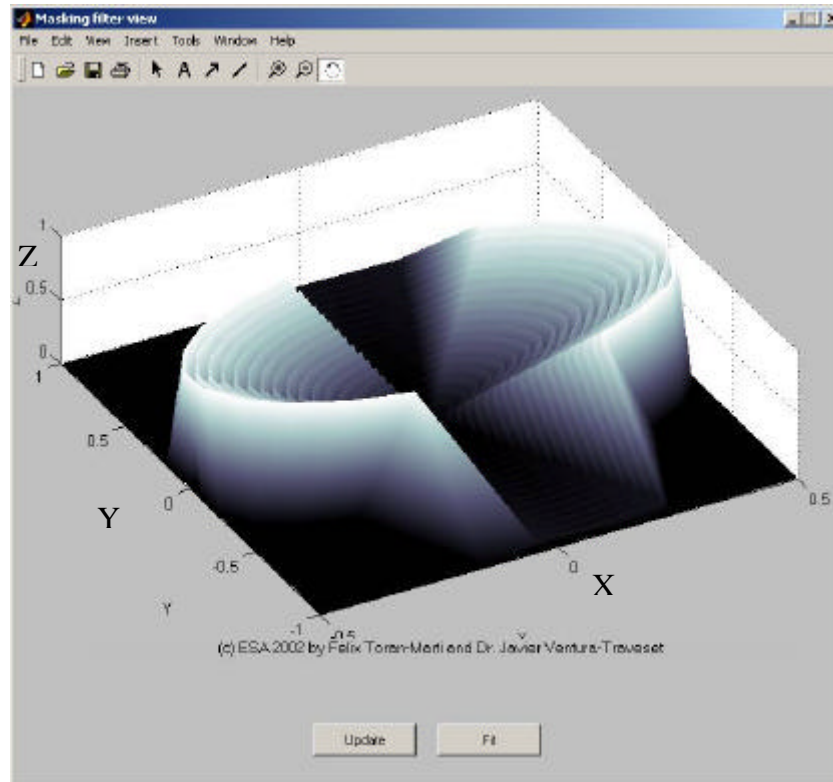 Masking filter view
File Edit View Insert Tools Window Help
A
1
Z
0.5
0
1
0.5
Y
0
-0.5
Y
-1
-0.5
0
X
0.5
(c) ESA 2002 by Felix Toran-Marti and Dr. Javier Ventura-Traveset
Update Fit